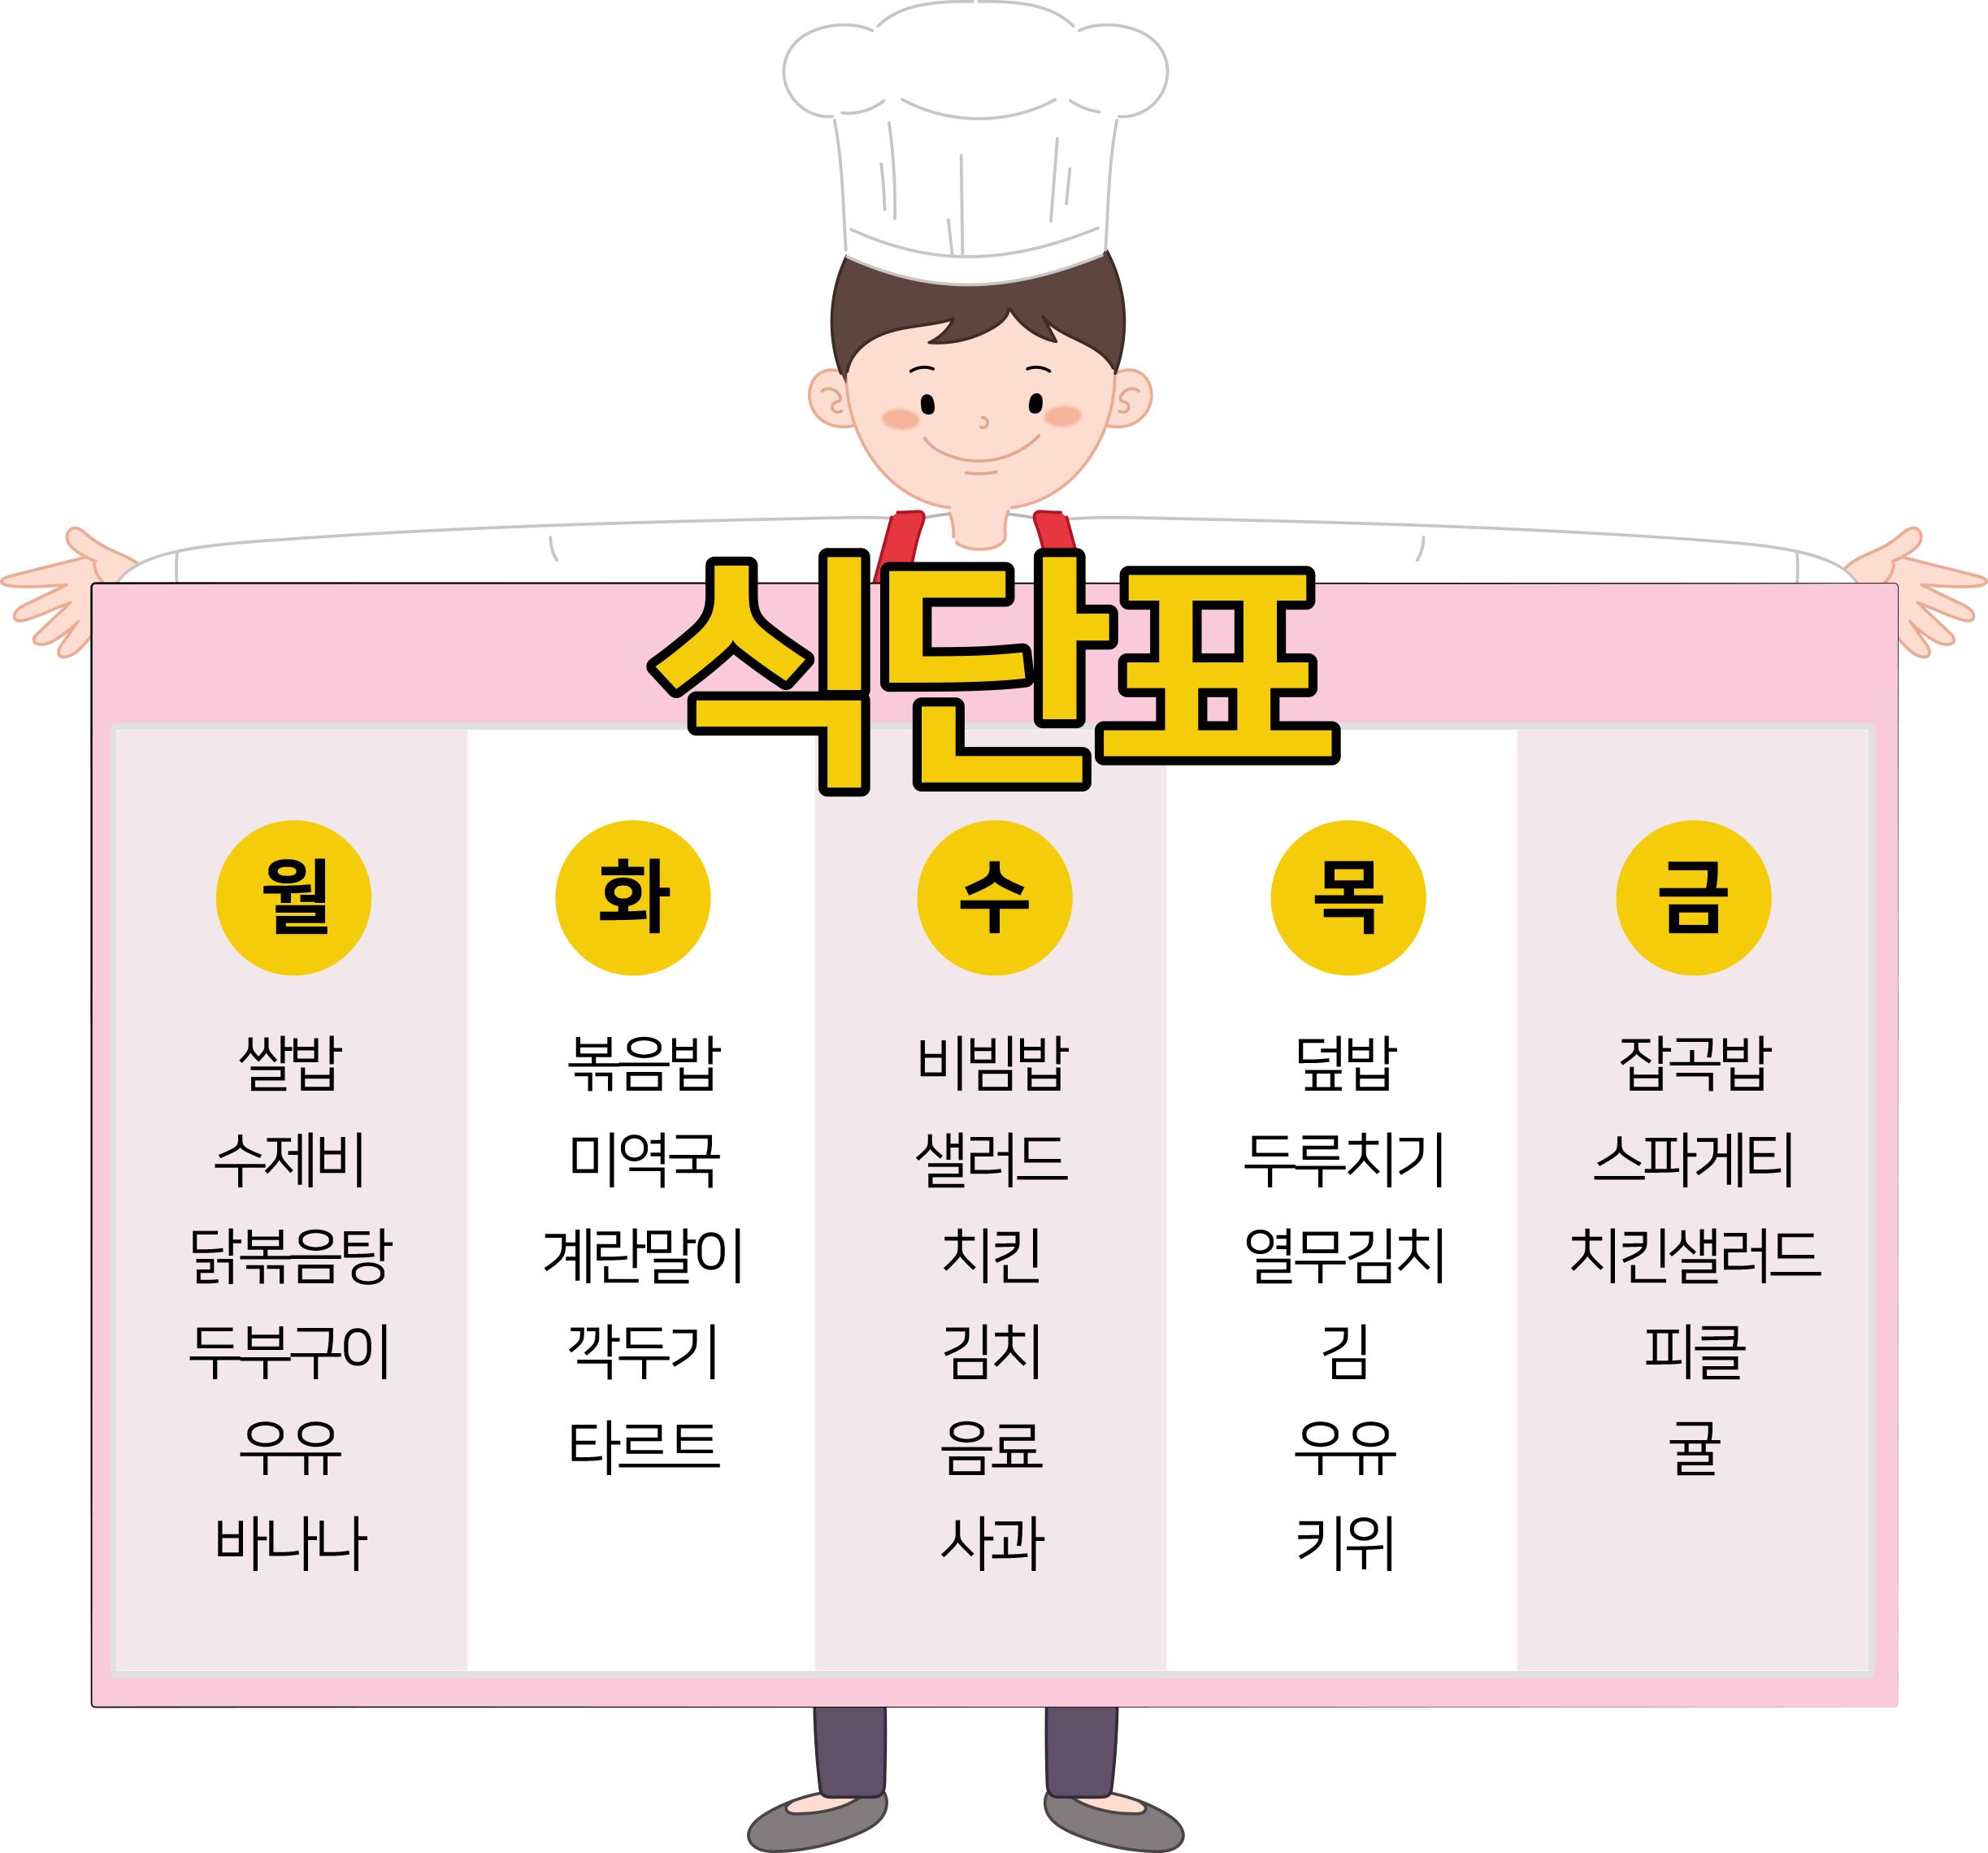 식단표
월
쌀밥
수제비
닭볶음탕
두부구이
우유
바나나
화
볶음밥
미역국
계란말이
깍두기
타르트
수
비빔밥
샐러드
치킨
김치
음료
사과
목
덮밥
두루치기
열무김치
김
우유
키위
금
잡곡밥
스파게티
치킨샐러드
피클
귤